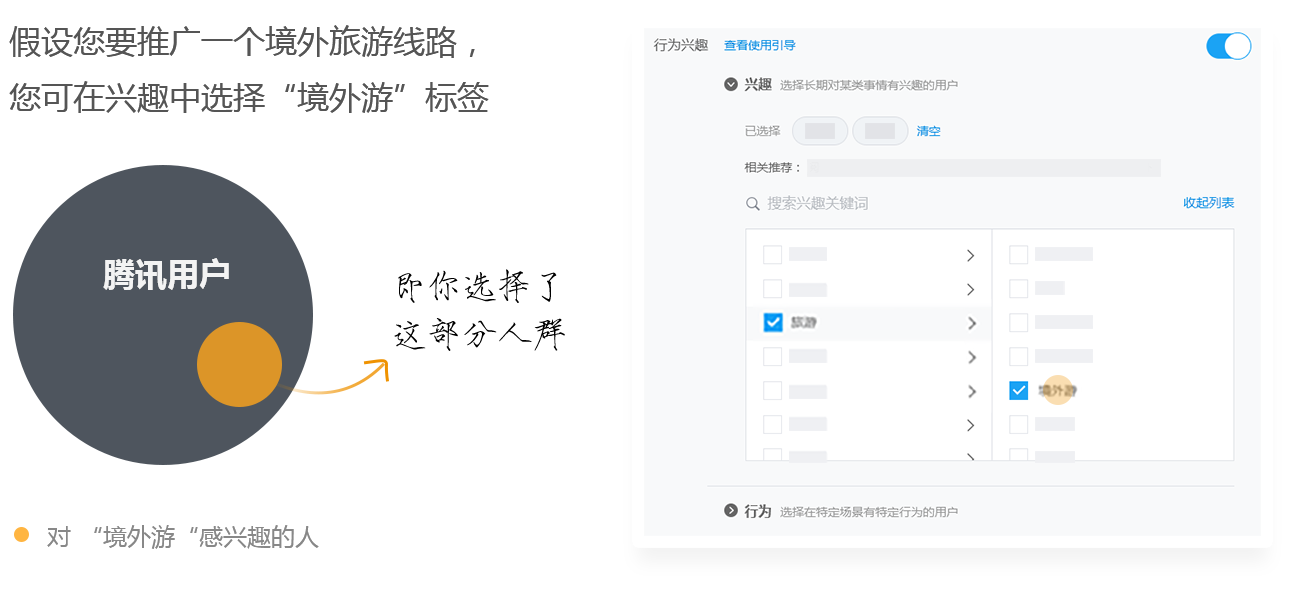 假设您要推广一个境外旅游线路，
您可在兴趣中选择“境外游”标签
腾讯用户
即你选择了
这部分人群
对 “境外游“感兴趣的人
行为兴趣 查看使用引导
兴趣 选择长期对某类事情有兴趣的用户
已选择 清空
相关推荐：
搜索兴趣关键词 收起列表
旅游
境外游
行为 选择在特定场景有特定行为的用户